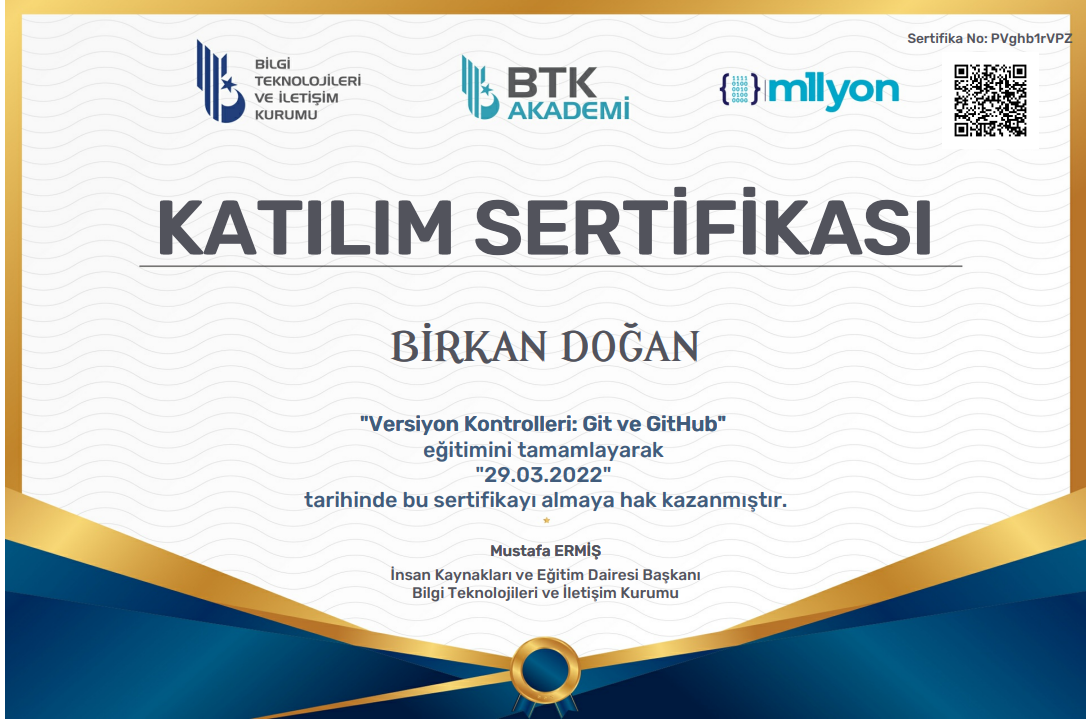 Sertifika No: PVghb1rVPZ
BİLGİ
TEKNOLOJİLERİ
VE İLETİŞİM
KURUMU
BTK
AKADEMİ
1111
0100
0010
0100
0000
m1lyon
KATILIM SERTİFİKASI
BİRKAN DOĞAN
"Versiyon Kontrolleri: Git ve GitHub"
eğitimini tamamlayarak
"29.03.2022"
tarihinde bu sertifikayı almaya hak kazanmıştır.
Mustafa ERMİŞ
İnsan Kaynakları ve Eğitim Dairesi Başkanı
Bilgi Teknolojileri ve İletişim Kurumu